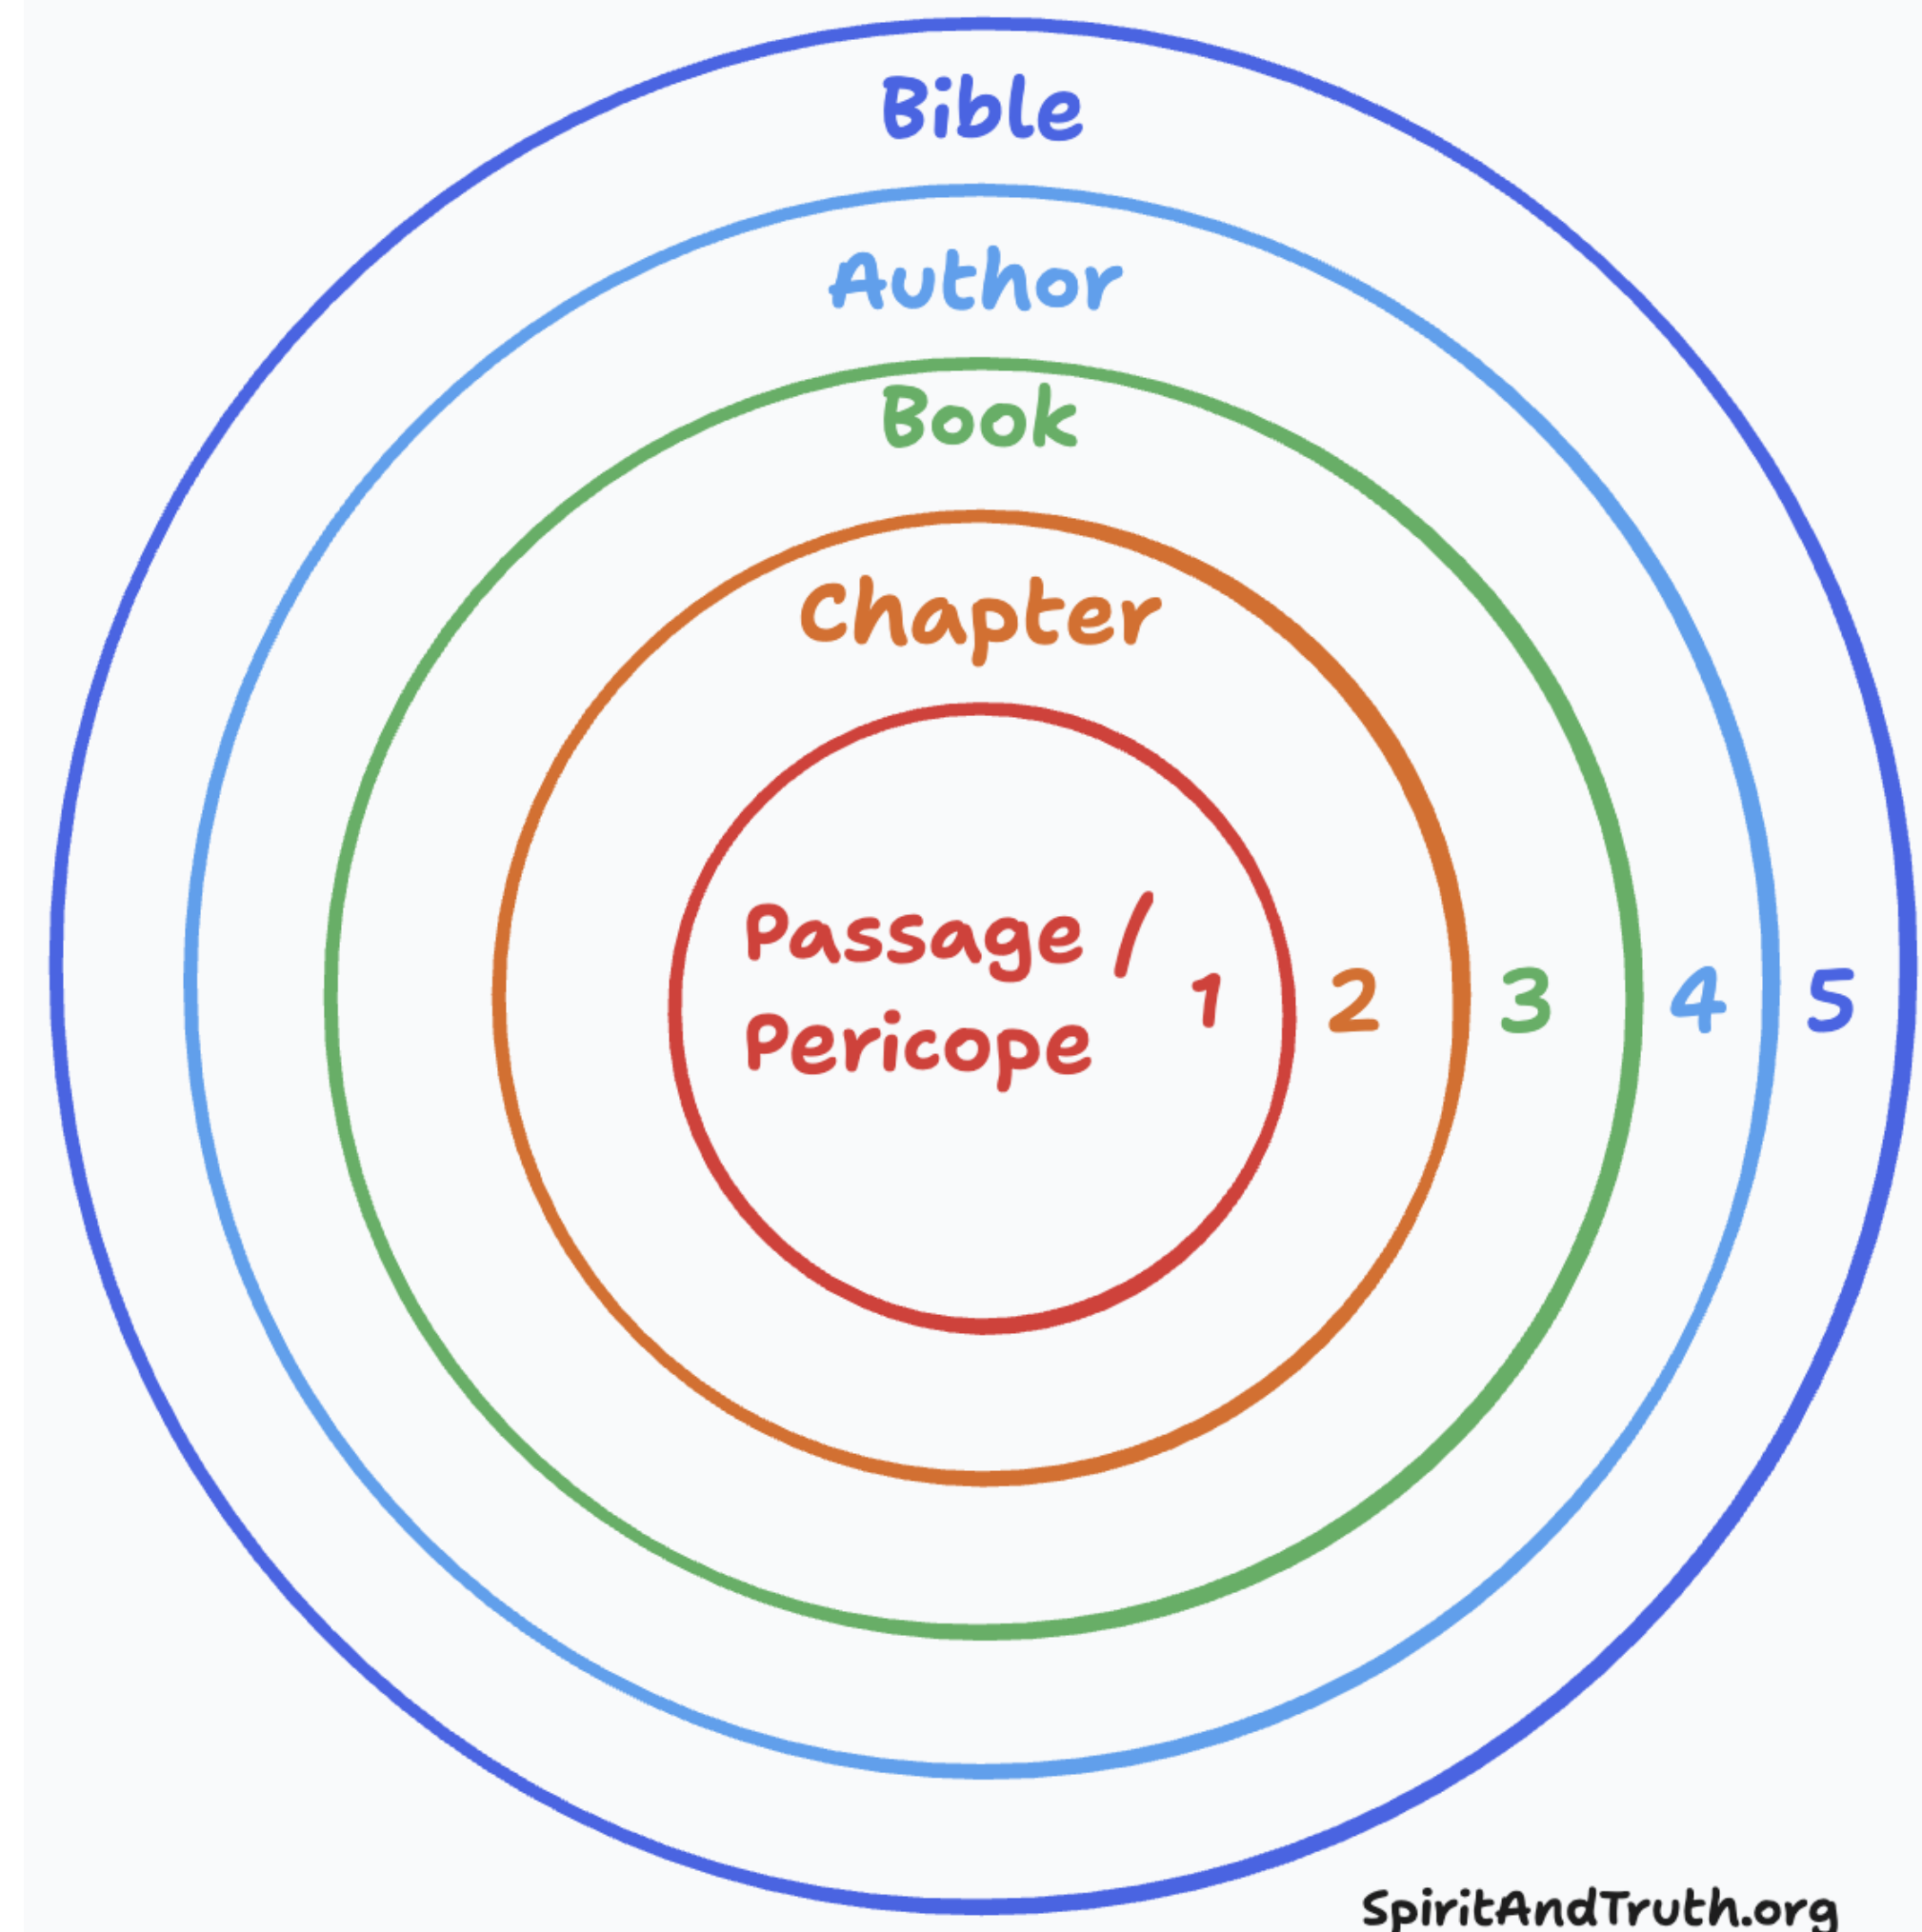 Bible
Author
Book
Chapter
Passage /
Pericope
1 2 3 4 5
SpiritAndTruth.org